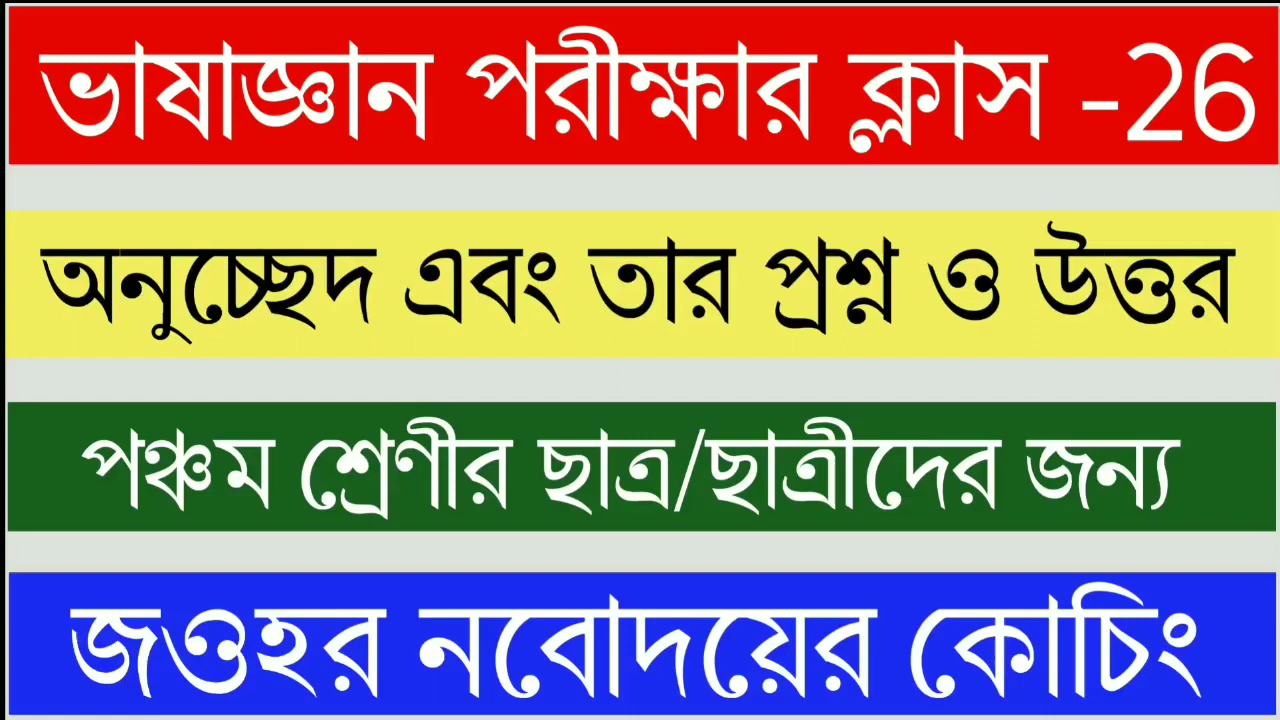 ভাষাজ্ঞান পরীক্ষার ক্লাস -26
অনুচ্ছেদ এবং তার প্রশ্ন ও উত্তর
পঞ্চম শ্রেণীর ছাত্র/ছাত্রীদের জন্য
জওহর নবোদয়ের কোচিং